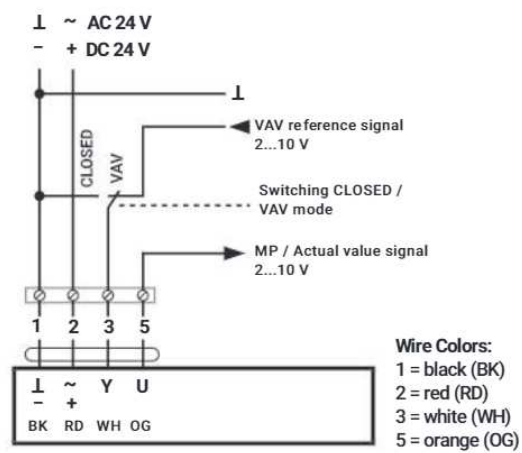 ⊥ ~ AC 24 V
– + DC 24 V
⊥
VAV reference signal
2...10 V
CLOSED
VAV
Switching CLOSED /
VAV mode
MP / Actual value signal
2...10 V
1 2 3 5
⊥ ~ Y U
– +
BK RD WH OG
Wire Colors:
1 = black (BK)
2 = red (RD)
3 = white (WH)
5 = orange (OG)